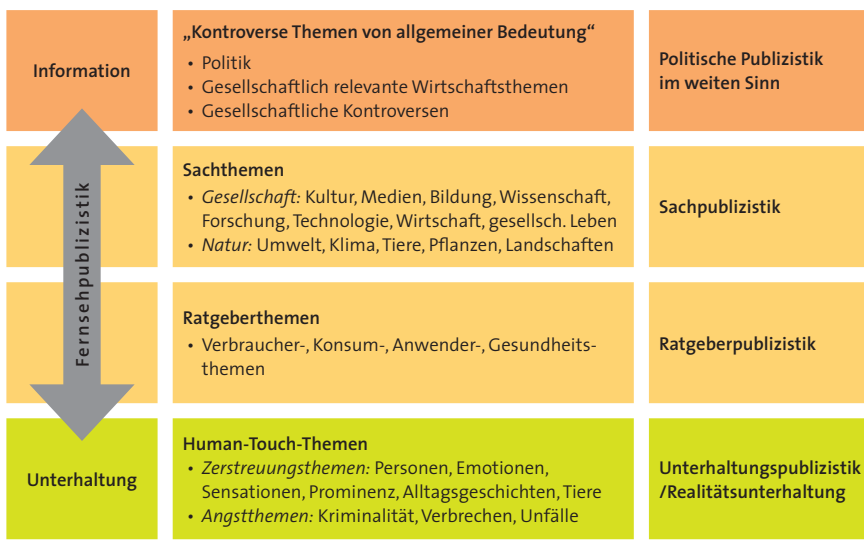 Information
„Kontroverse Themen von allgemeiner Bedeutung“
• Politik
• Gesellschaftlich relevante Wirtschaftsthemen
• Gesellschaftliche Kontroversen
Politische Publizistik
im weiten Sinn
Fernsehpublizistik
Sachthemen
• Gesellschaft: Kultur, Medien, Bildung, Wissenschaft,
Forschung, Technologie, Wirtschaft, gesellsch. Leben
• Natur: Umwelt, Klima, Tiere, Pflanzen, Landschaften
Sachpublizistik
Ratgeberthemen
• Verbraucher-, Konsum-, Anwender-, Gesundheits-
themen
Ratgeberpublizistik
Unterhaltung
Human-Touch-Themen
• Zerstreuungsthemen: Personen, Emotionen,
Sensationen, Prominenz, Alltagsgeschichten, Tiere
• Angstthemen: Kriminalität, Verbrechen, Unfälle
Unterhaltungspublizistik
/Realitätsunterhaltung